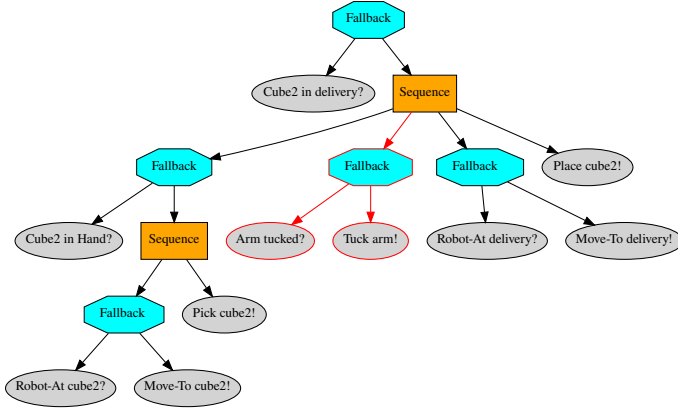 Fallback
Cube2 in delivery?
Sequence
Fallback
Fallback
Fallback
Place cube2!
Cube2 in Hand?
Sequence
Arm tucked?
Tuck arm!
Robot-At delivery?
Move-To delivery!
Fallback
Pick cube2!
Robot-At cube2?
Move-To cube2!